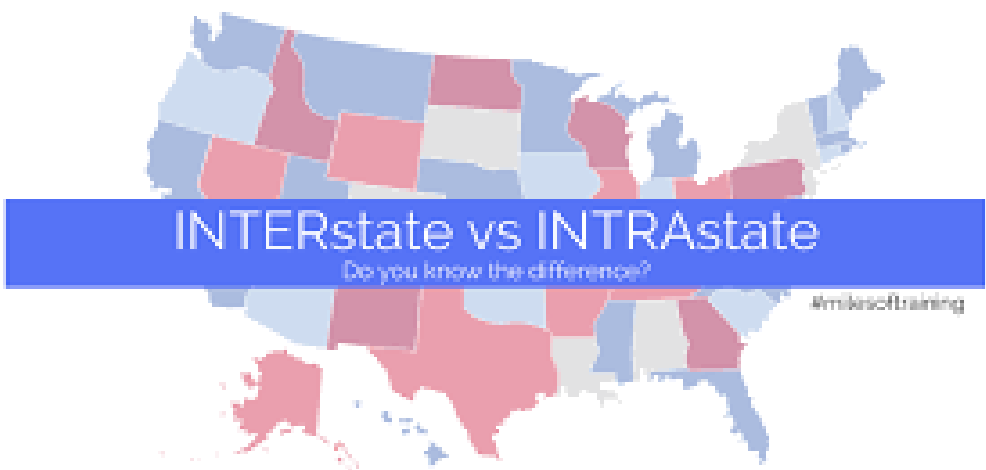 INTERstate vs INTRAstate
Do you know the difference?
#milesoftraining